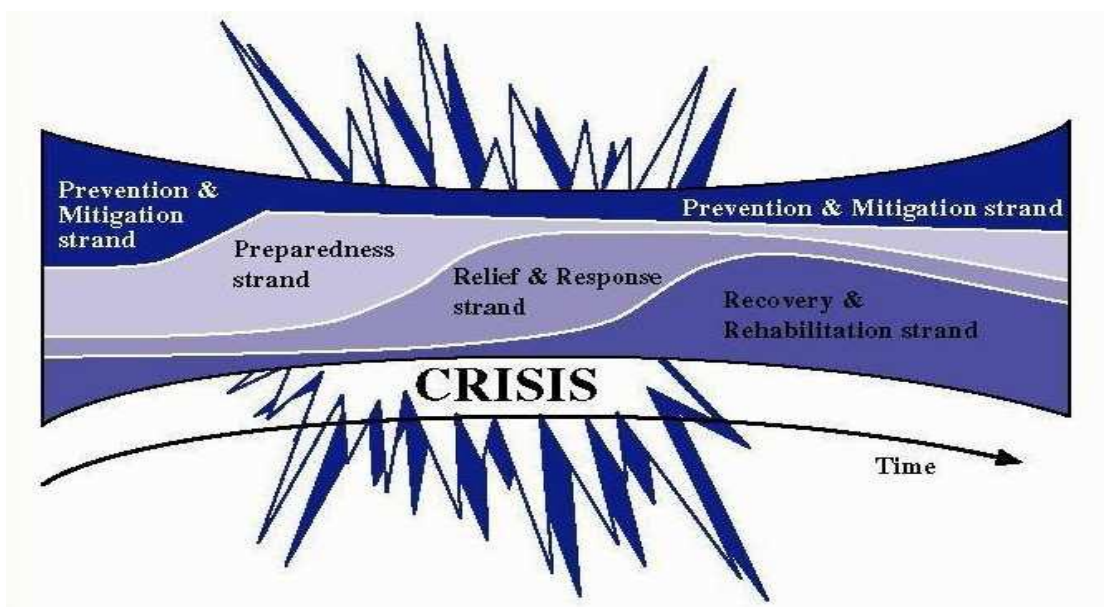 Prevention &
Mitigation
strand
Prevention & Mitigation strand
Preparedness
strand
Relief & Response
strand
Recovery &
Rehabilitation strand
CRISIS
Time